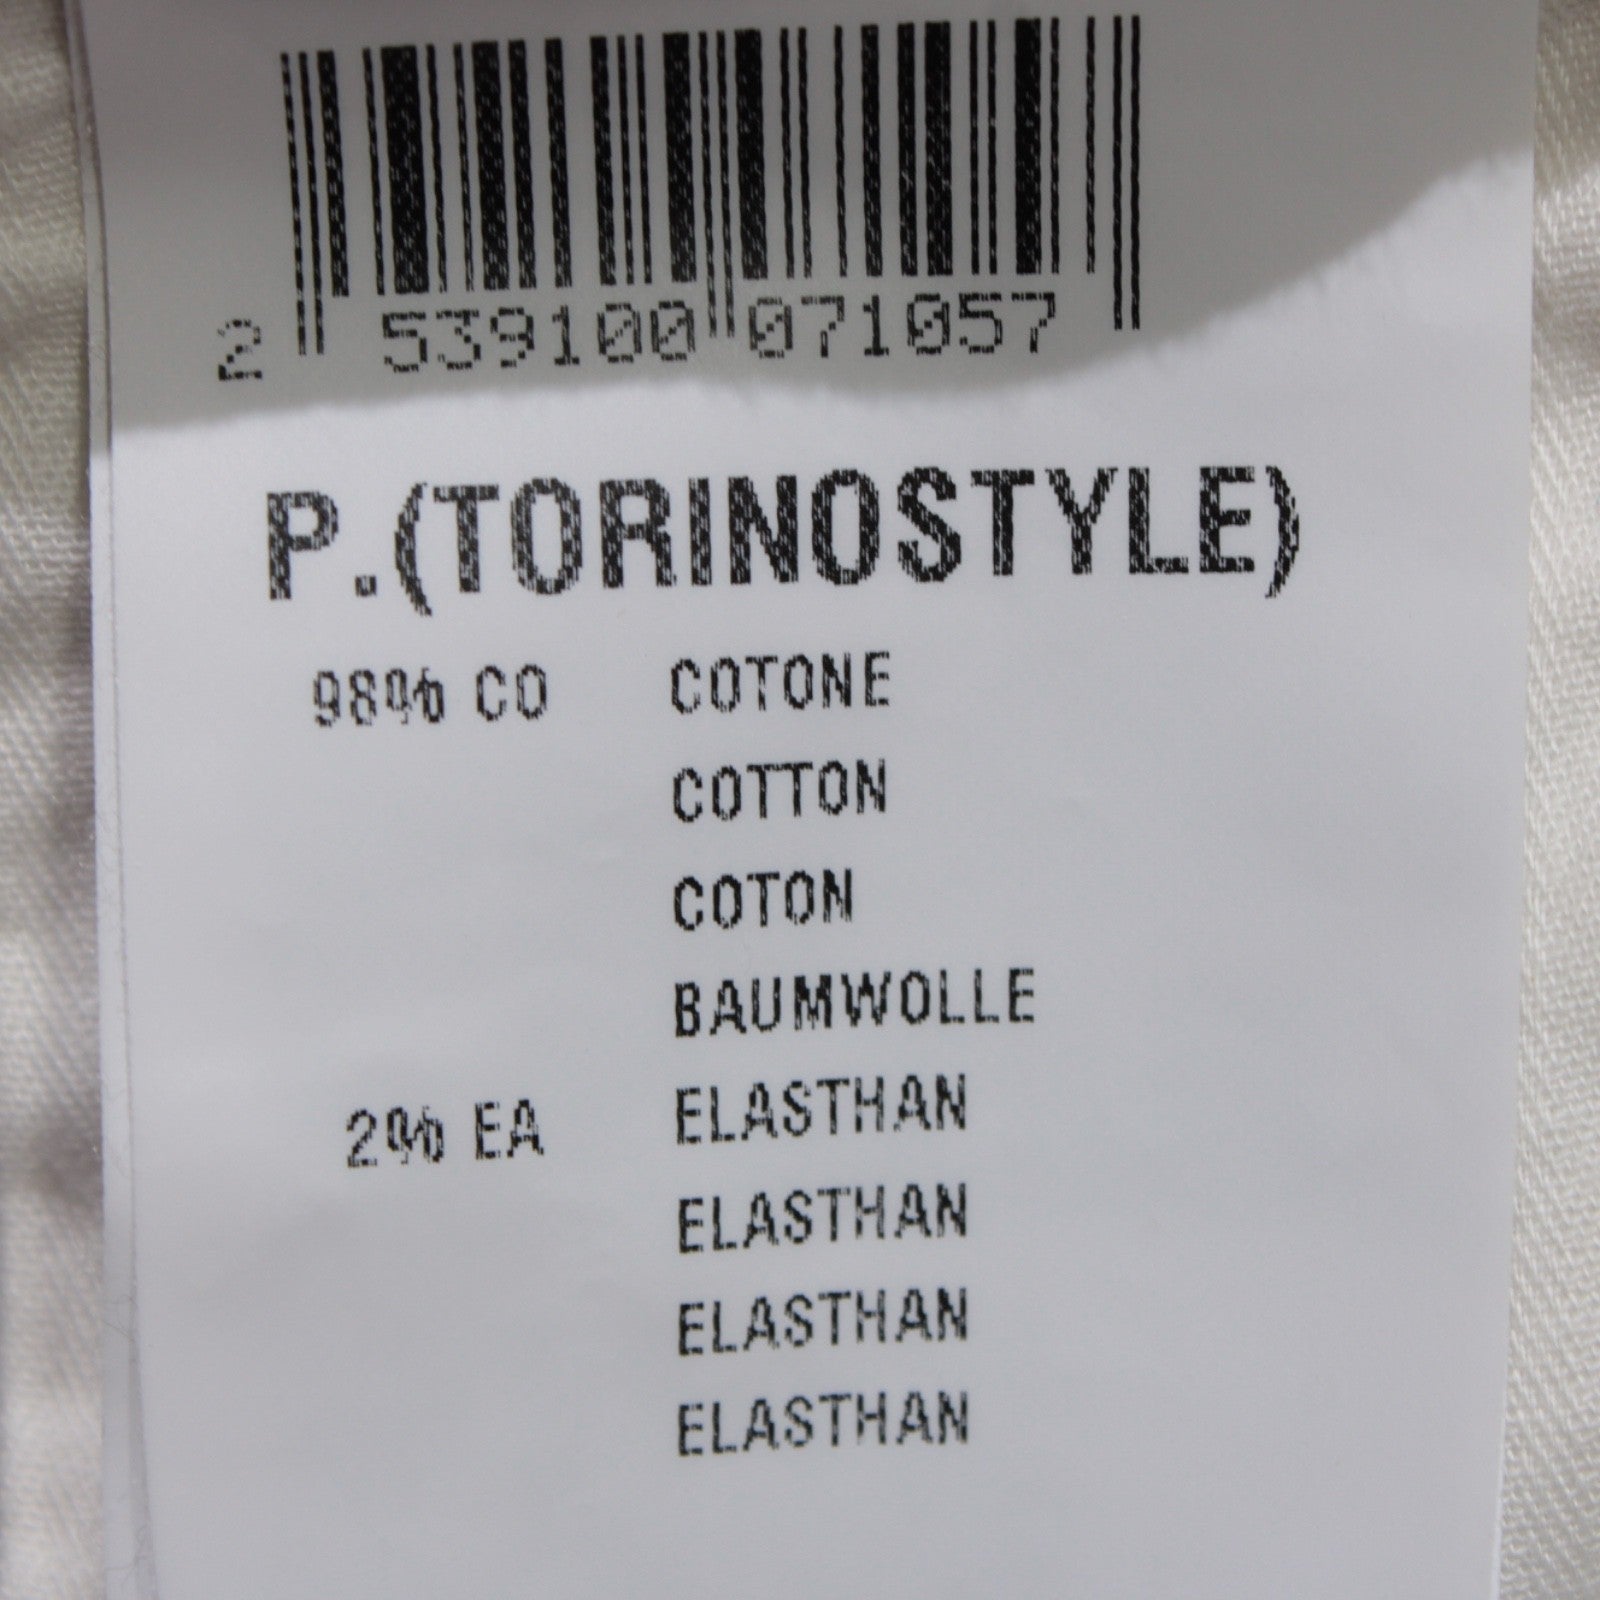 2 539100 071057
P.(TORINOSTYLE)
98% CO COTONE
COTTON
COTON
BAUMWOLLE
2% EA ELASTHAN
ELASTHAN
ELASTHAN
ELASTHAN